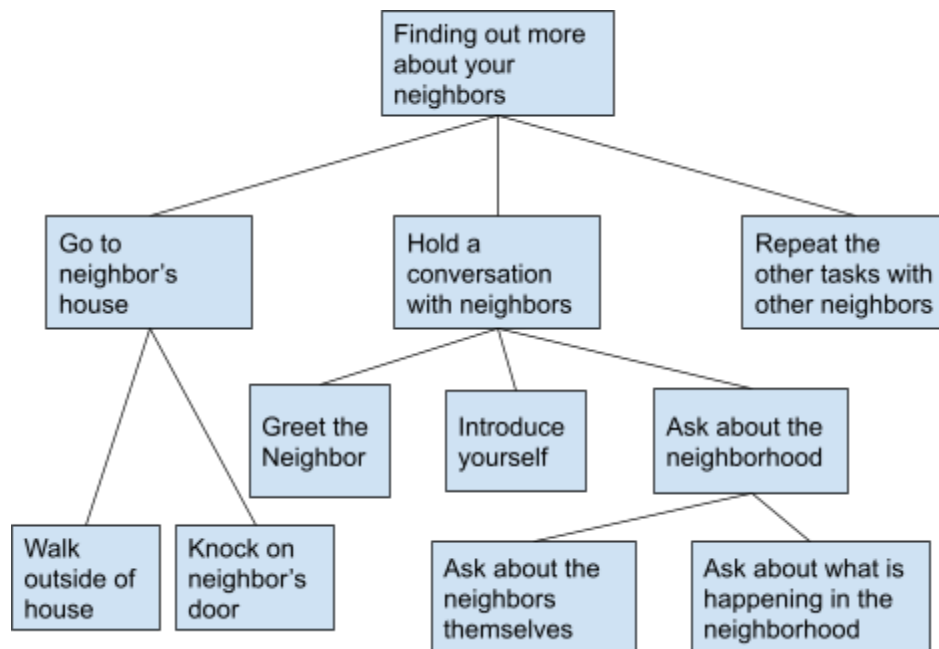 Finding out more
about your
neighbors
Go to
neighbor’s
house
Hold a
conversation
with neighbors
Repeat the
other tasks with
other neighbors
Greet the
Neighbor
Introduce
yourself
Ask about the
neighborhood
Walk
outside of
house
Knock on
neighbor’s
door
Ask about the
neighbors
themselves
Ask about what is
happening in the
neighborhood